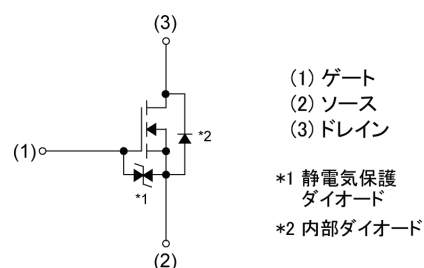 (3)
(1)
*2
*1
(2)
(1) ゲート
(2) ソース
(3) ドレイン
*1 静電気保護
ダイオード
*2 内部ダイオード